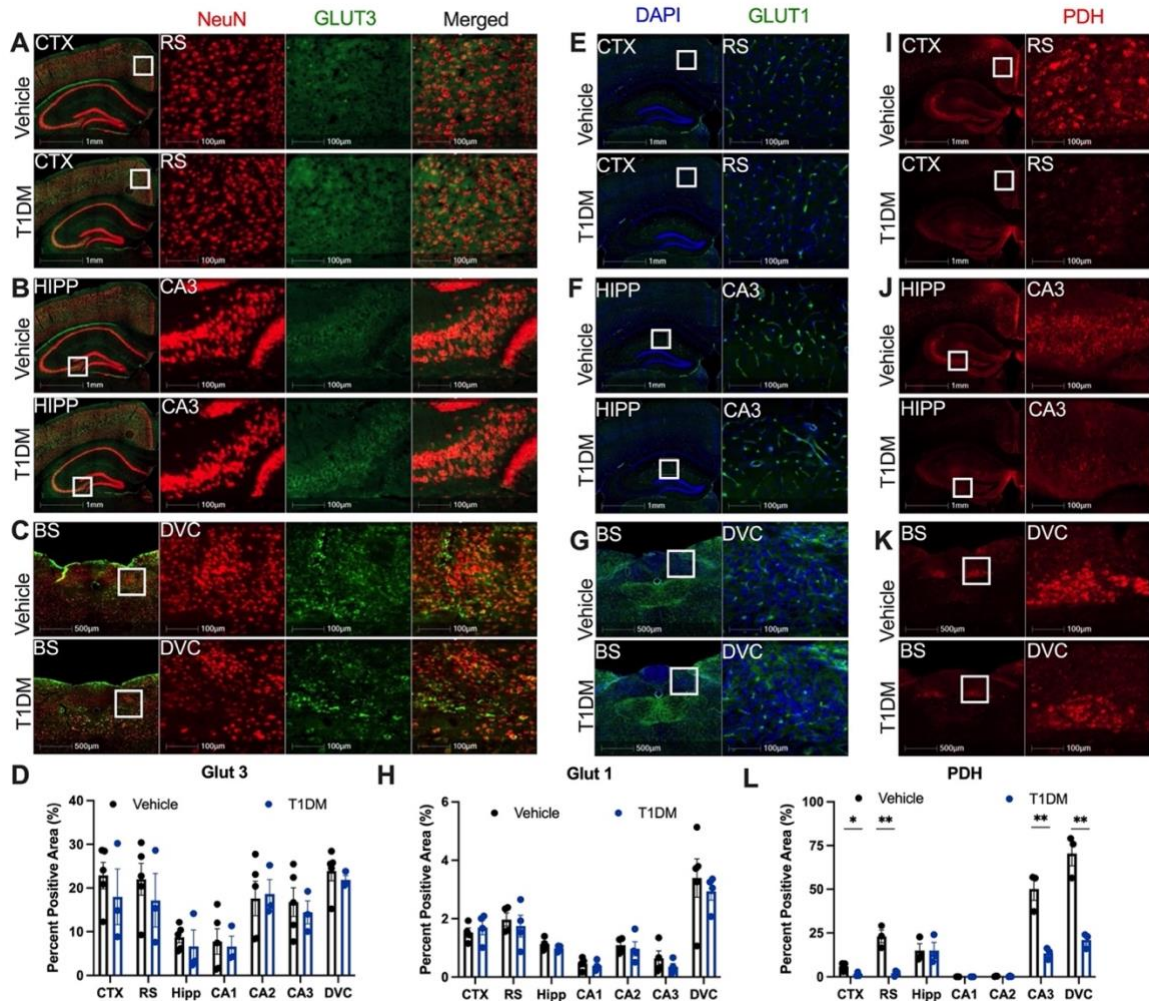 NeuN GLUT3 Merged DAPI GLUT1 PDH
A CTX RS E CTX RS I CTX RS
Vehicle Vehicle Vehicle
1mm 100µm 100µm 100µm 1mm 100µm 1mm 100µm
CTX RS CTX RS CTX RS
T1DM T1DM T1DM
1mm 100µm 100µm 100µm 1mm 100µm 1mm 100µm
B HIPP CA3 F HIPP CA3 J HIPP CA3
Vehicle Vehicle Vehicle
1mm 100µm 100µm 100µm 1mm 100µm 1mm 100µm
HIPP CA3 HIPP CA3 HIPP CA3
T1DM T1DM T1DM
1mm 100µm 100µm 100µm 1mm 100µm 1mm 100µm
C BS DVC G BS DVC K BS DVC
Vehicle Vehicle Vehicle
500µm 100µm 100µm 100µm 500µm 100µm 500µm 100µm
BS DVC BS DVC BS DVC
T1DM T1DM T1DM
500µm 100µm 100µm 100µm 500µm 100µm 500µm 100µm
D Glut 3
Vehicle T1DM
Percent Positive Area (%)
40
30
20
10
0
CTX RS Hipp CA1 CA2 CA3 DVC
H Glut 1
Vehicle T1DM
Percent Positive Area (%)
6
4
2
0
CTX RS Hipp CA1 CA2 CA3 DVC
L PDH
Vehicle T1DM
Percent Positive Area (%)
100
75
50
25
0
* ** ** **
CTX RS Hipp CA1 CA2 CA3 DVC